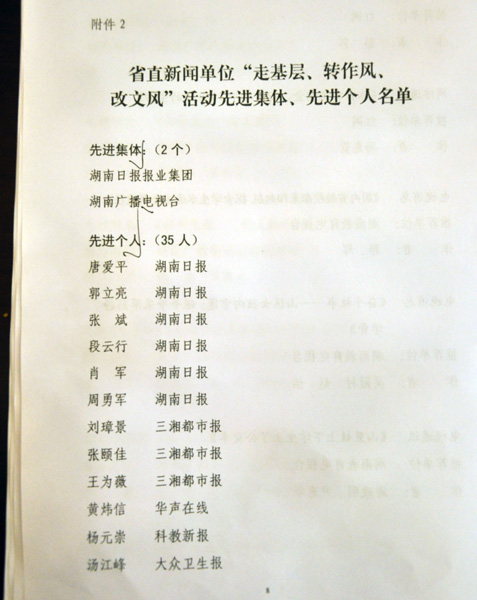 附件2
省直新闻单位“走基层、转作风、
改文风”活动先进集体、先进个人名单
先进集体：（2个）
湖南日报报业集团
湖南广播电视台
先进个人：（35人）
唐爱平 湖南日报
郭立亮 湖南日报
张 斌 湖南日报
段云行 湖南日报
肖 军 湖南日报
周勇军 湖南日报
刘璋景 三湘都市报
张颐佳 三湘都市报
王为薇 三湘都市报
黄炜信 华声在线
杨元崇 科教新报
汤江峰 大众卫生报